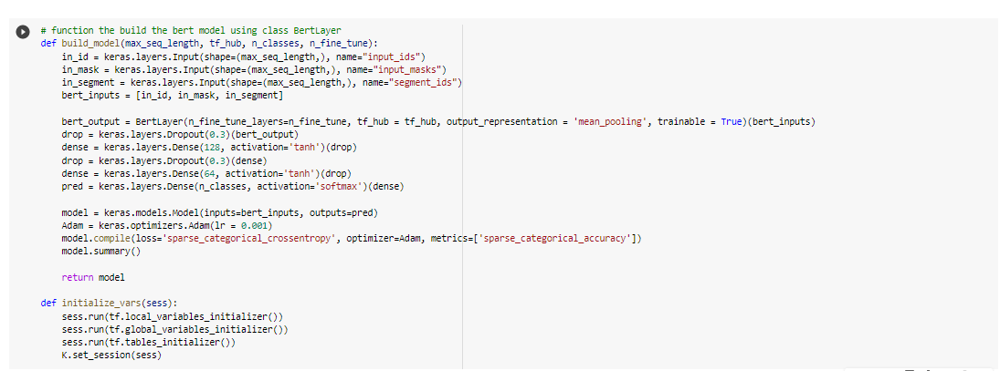 # function the build the bert model using class BertLayer
def build_model(max_seq_length, tf_hub, n_classes, n_fine_tune):
    in_id = keras.layers.Input(shape=(max_seq_length,), name="input_ids")
    in_mask = keras.layers.Input(shape=(max_seq_length,), name="input_masks")
    in_segment = keras.layers.Input(shape=(max_seq_length,), name="segment_ids")
    bert_inputs = [in_id, in_mask, in_segment]

    bert_output = BertLayer(n_fine_tune_layers=n_fine_tune, tf_hub = tf_hub, output_representation = 'mean_pooling', trainable = True)(bert_inputs)
    drop = keras.layers.Dropout(0.3)(bert_output)
    dense = keras.layers.Dense(128, activation='tanh')(drop)
    drop = keras.layers.Dropout(0.3)(dense)
    dense = keras.layers.Dense(64, activation='tanh')(drop)
    pred = keras.layers.Dense(n_classes, activation='softmax')(dense)

    model = keras.models.Model(inputs=bert_inputs, outputs=pred)
    Adam = keras.optimizers.Adam(lr = 0.001)
    model.compile(loss='sparse_categorical_crossentropy', optimizer=Adam, metrics=['sparse_categorical_accuracy'])
    model.summary()

    return model

def initialize_vars(sess):
    sess.run(tf.local_variables_initializer())
    sess.run(tf.global_variables_initializer())
    sess.run(tf.tables_initializer())
    K.set_session(sess)